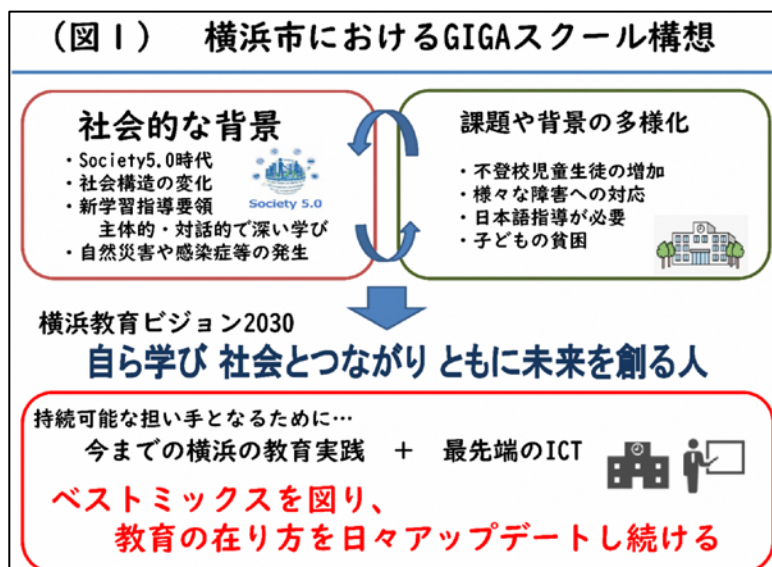 (図1) 横浜市におけるGIGAスクール構想
社会的な背景
・Society5.0時代
・社会構造の変化
・新学習指導要領
主体的・対話的で深い学び
・自然災害や感染症等の発生
Society 5.0
課題や背景の多様化
・不登校児童生徒の増加
・様々な障害への対応
・日本語指導が必要
・子どもの貧困
横浜教育ビジョン2030
自ら学び 社会とつながり ともに未来を創る人
持続可能な担い手となるために…
今までの横浜の教育実践 + 最先端のICT
ベストミックスを図り、
教育の在り方を日々アップデートし続ける